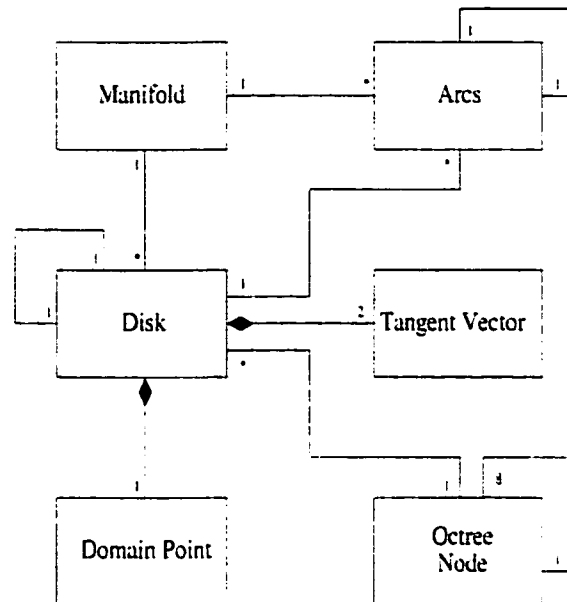 1
Manifold
1
*
Arcs
1
1
*
1
*
1
1
Disk
2
Tangent Vector
*
1
1
8
Domain Point
Octree
Node
1